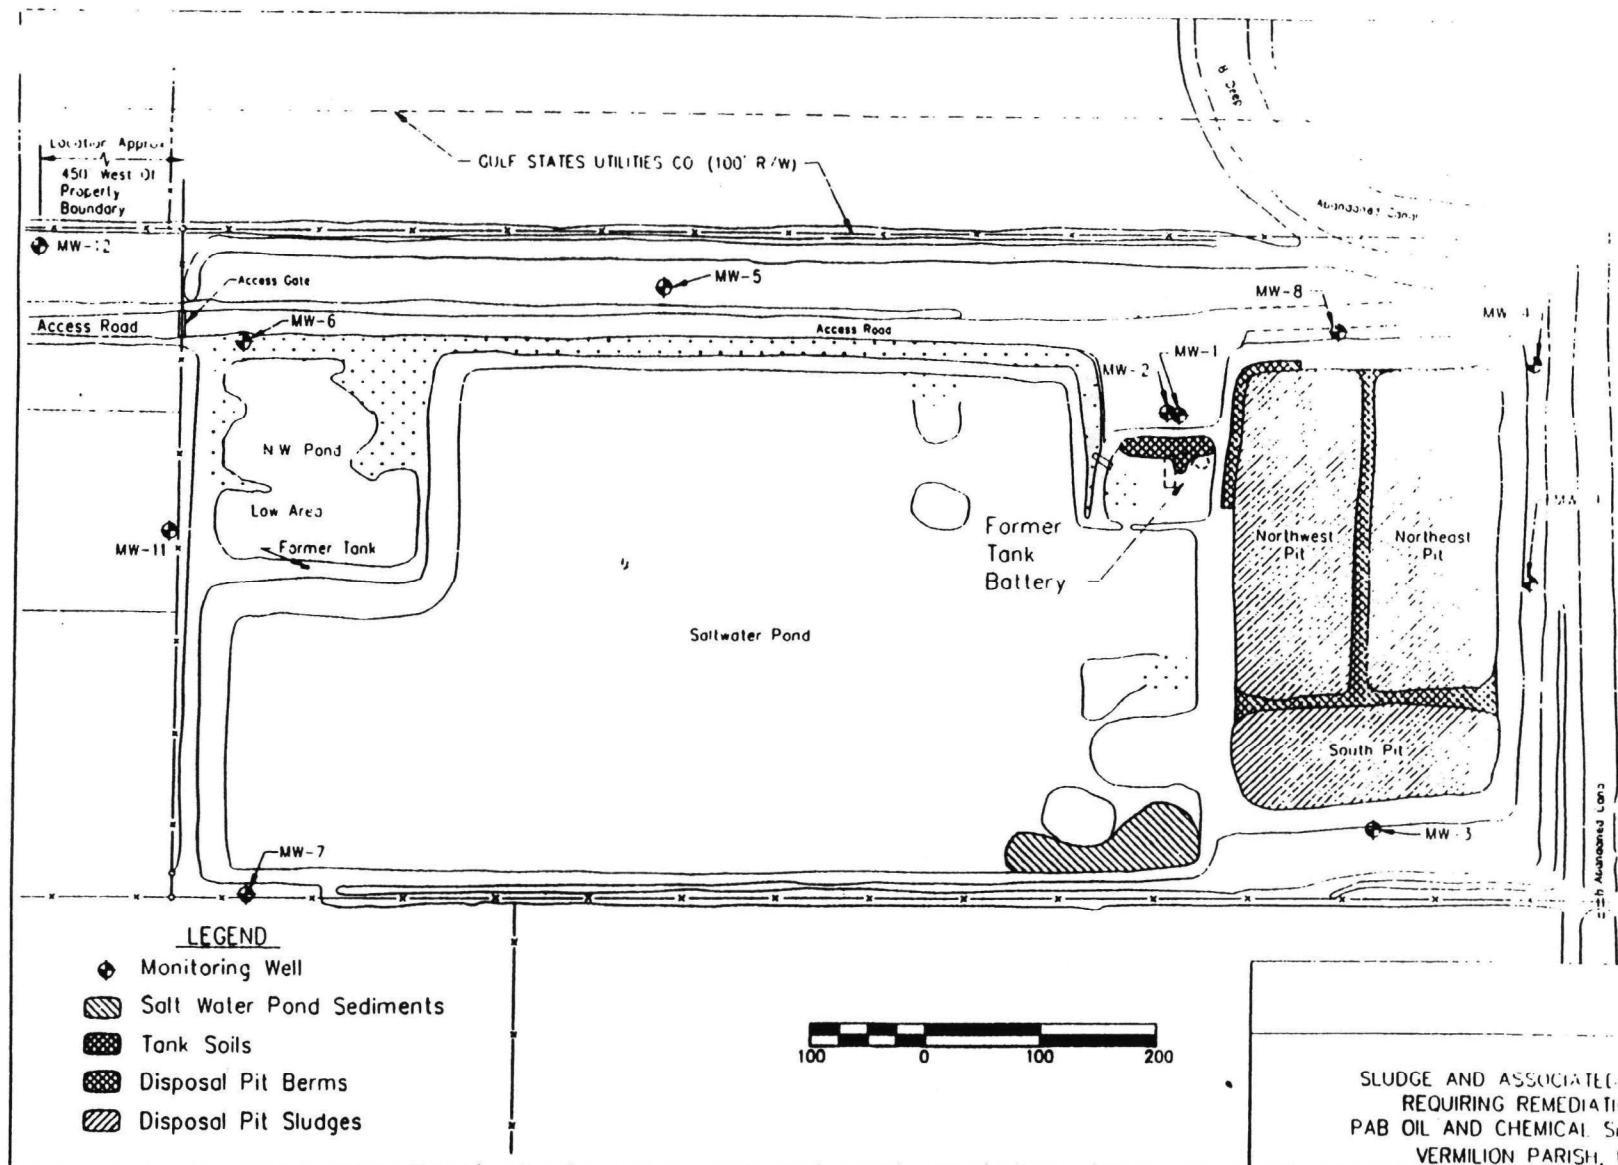 8 Deep
Location Approx
450' West Of
Property
Boundary
GULF STATES UTILITIES CO (100' R/W)
Abandoned Canal
MW-12
Access Gate
MW-5
MW-8
MW-4
Access Road
MW-6
Access Road
MW-1
MW-2
N W Pond
Low Area
Former Tank
MW-11
Former
Tank
Battery
Northwest
Pit
Northeast
Pit
Saltwater Pond
South Pit
MW-3
MW-7
LEGEND
Monitoring Well
Salt Water Pond Sediments
Tank Soils
Disposal Pit Berms
Disposal Pit Sludges
100 0 100 200
SLUDGE AND ASSOCIATED
REQUIRING REMEDIATI
PAB OIL AND CHEMICAL S
VERMILION PARISH,